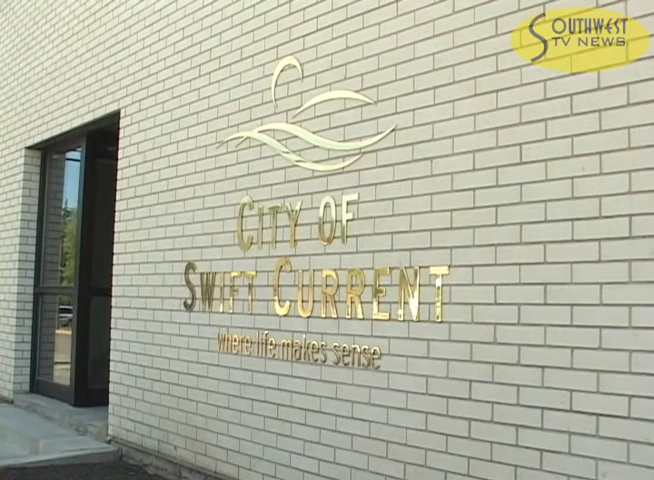 SOUTHWEST
TV NEWS
CITY OF
SWIFT CURRENT
where life makes sense